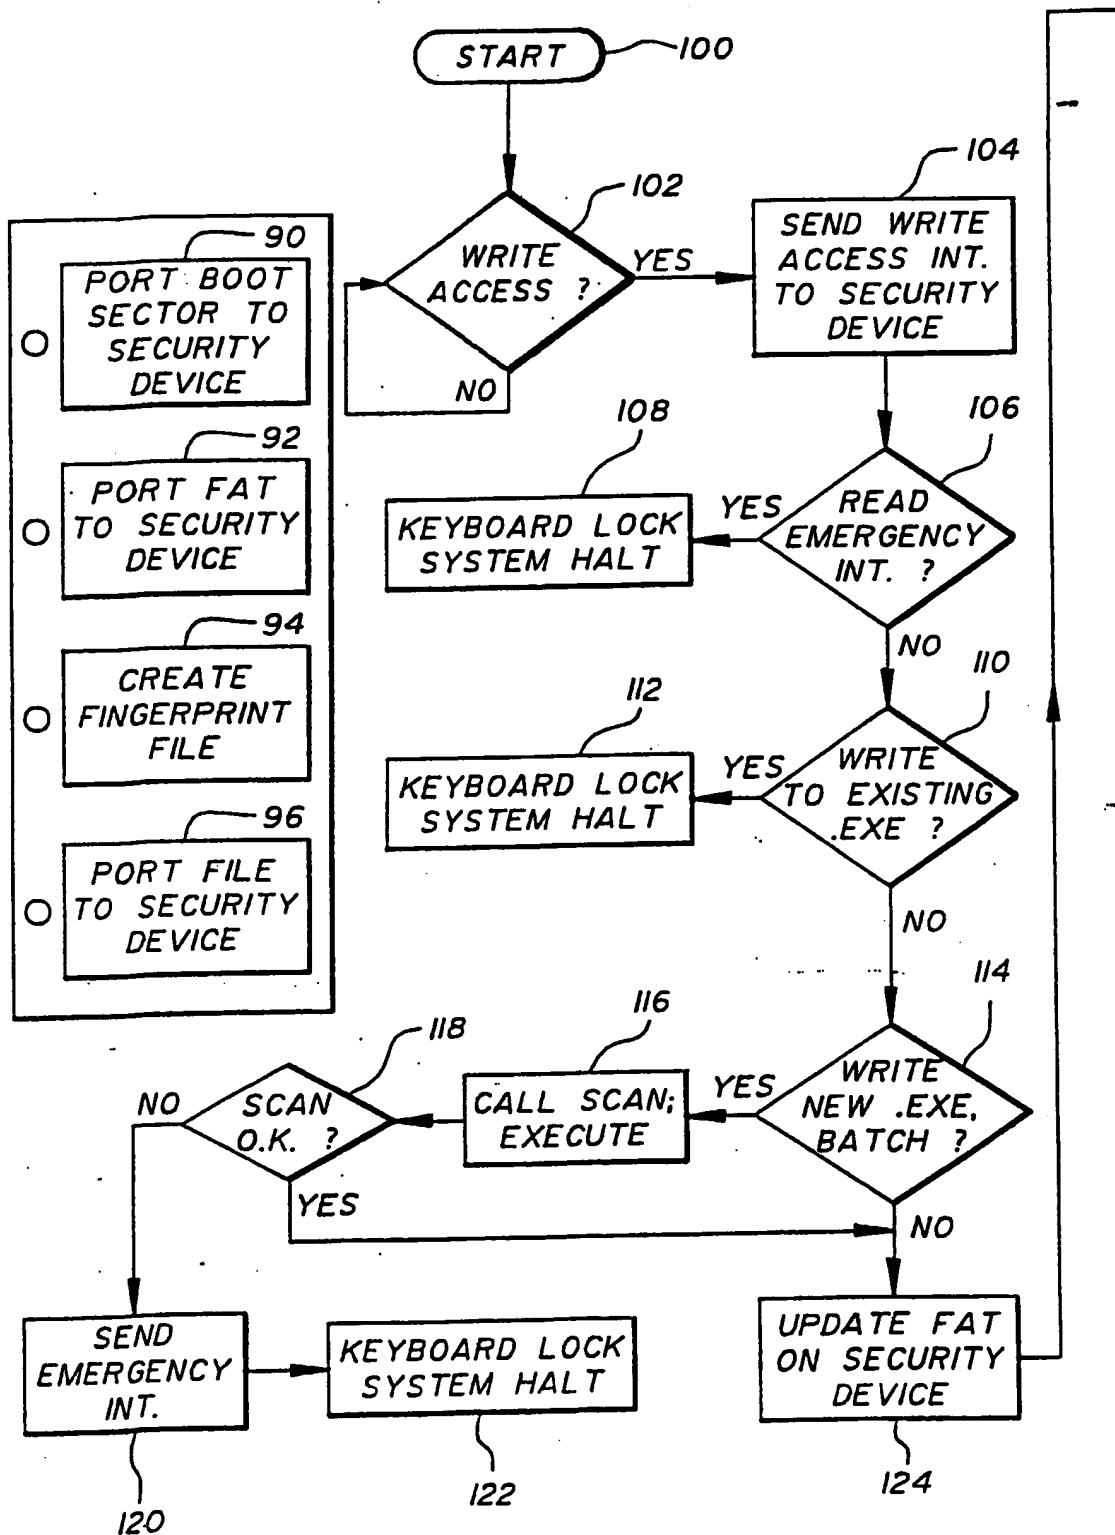 START
100
102
WRITE
ACCESS ?
YES
NO
104
SEND WRITE
ACCESS INT.
TO SECURITY
DEVICE
90
PORT BOOT
SECTOR TO
SECURITY
DEVICE
92
PORT FAT
TO SECURITY
DEVICE
94
CREATE
FINGERPRINT
FILE
96
PORT FILE
TO SECURITY
DEVICE
106
READ
EMERGENCY
INT. ?
YES
NO
108
KEYBOARD LOCK
SYSTEM HALT
110
WRITE
TO EXISTING
.EXE ?
YES
NO
112
KEYBOARD LOCK
SYSTEM HALT
114
WRITE
NEW .EXE,
BATCH ?
YES
NO
116
CALL SCAN;
EXECUTE
118
SCAN
O.K. ?
NO
YES
SEND
EMERGENCY
INT.
120
KEYBOARD LOCK
SYSTEM HALT
122
UPDATE FAT
ON SECURITY
DEVICE
124